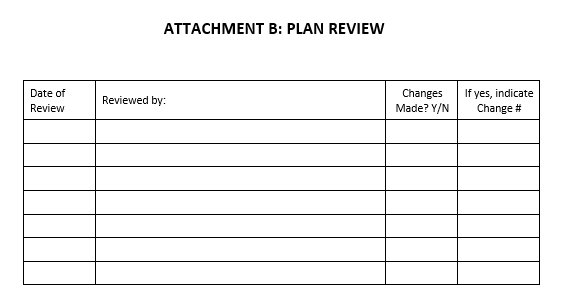 ATTACHMENT B: PLAN REVIEW
Date of
Review
Reviewed by:
Changes
Made? Y/N
If yes, indicate
Change #